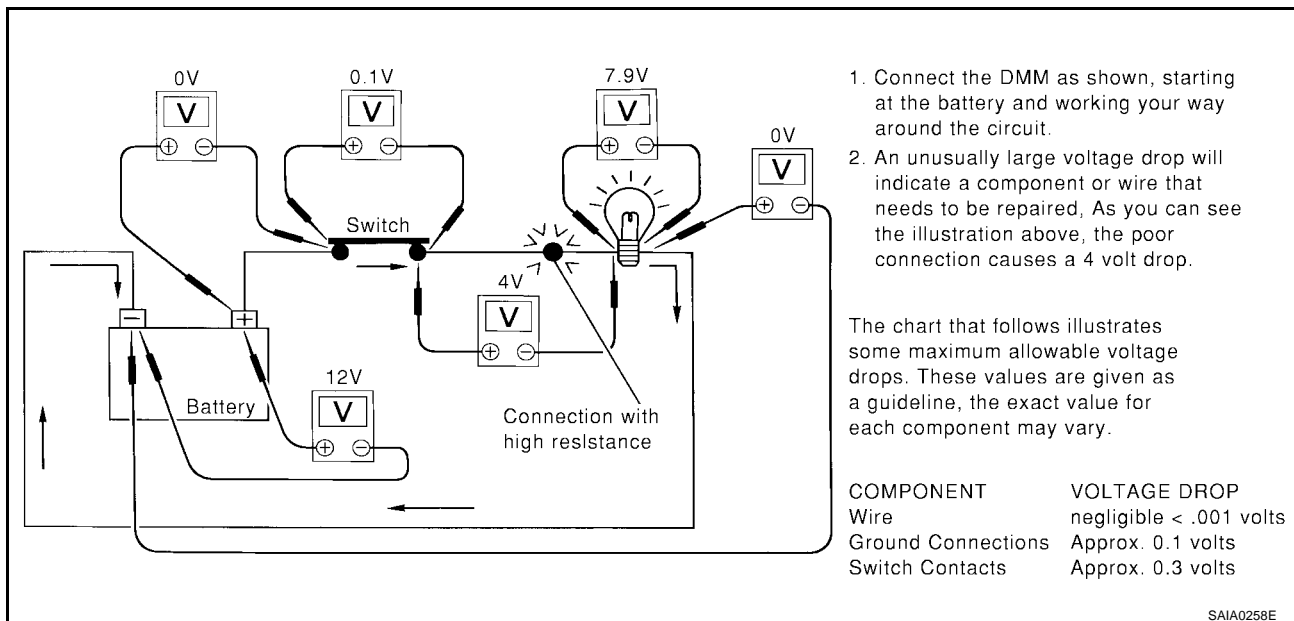 0V
0.1V
7.9V
0V
V
V
V
V
+ −
+ −
+ −
+ −
Switch
4V
V
+ −
− +
Battery
12V
V
+ −
Connection with
high resIstance
1. Connect the DMM as shown, starting
at the battery and working your way
around the circuit.
2. An unusually large voltage drop will
indicate a component or wire that
needs to be repaired, As you can see
the illustration above, the poor
connection causes a 4 volt drop.
The chart that follows illustrates
some maximum allowable voltage
drops. These values are given as
a guideline, the exact value for
each component may vary.
COMPONENT VOLTAGE DROP
Wire negligible < .001 volts
Ground Connections Approx. 0.1 volts
Switch Contacts Approx. 0.3 volts
SAIA0258E